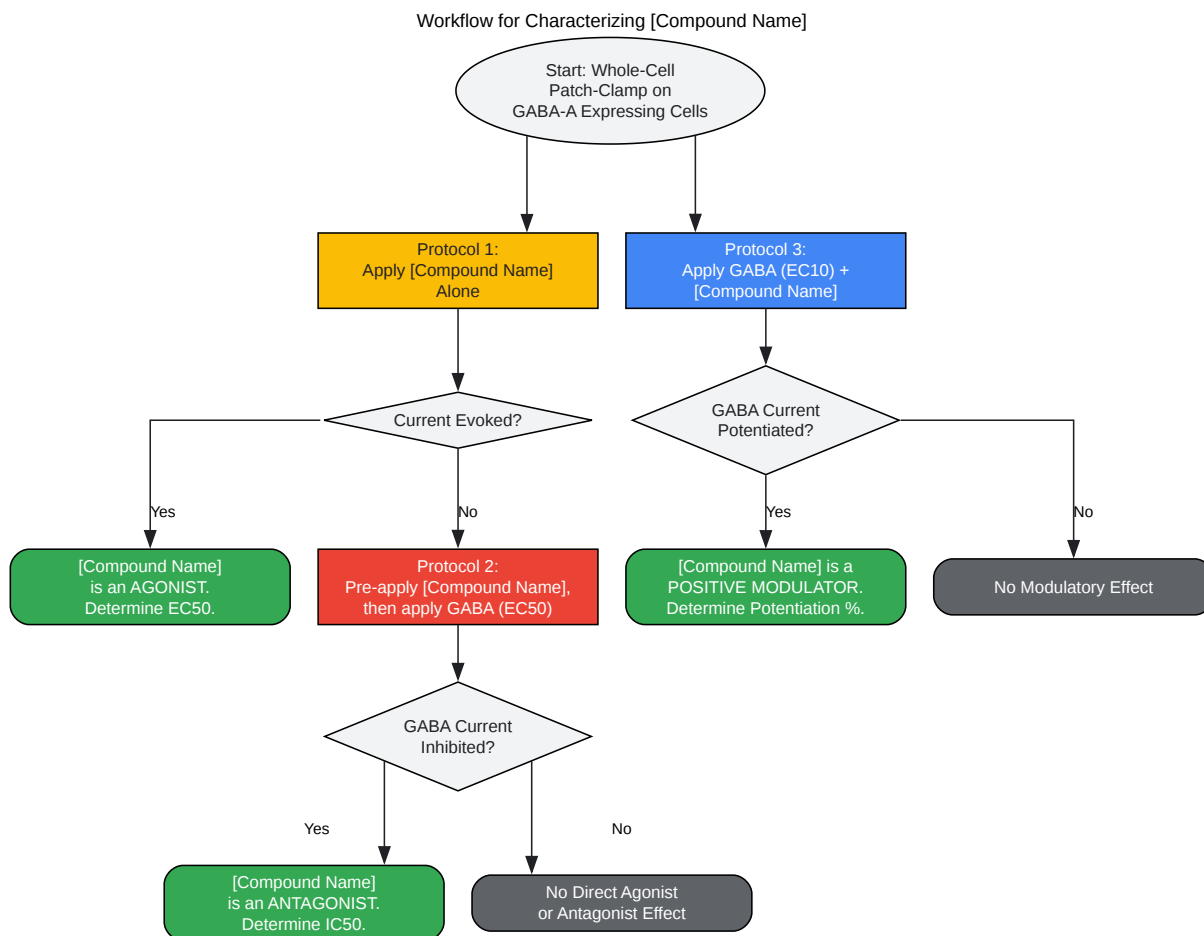 Workflow for Characterizing [Compound Name]
Start: Whole-Cell
Patch-Clamp on
GABA-A Expressing Cells
Protocol 1:
Apply [Compound Name]
Alone
Protocol 3:
Apply GABA (EC10) +
[Compound Name]
Current Evoked?
GABA Current
Potentiated?
Yes
No
Yes
No
[Compound Name]
is an AGONIST.
Determine EC50.
Protocol 2:
Pre-apply [Compound Name],
then apply GABA (EC50)
[Compound Name] is a
POSITIVE MODULATOR.
Determine Potentiation %.
No Modulatory Effect
GABA Current
Inhibited?
Yes
No
[Compound Name]
is an ANTAGONIST.
Determine IC50.
No Direct Agonist
or Antagonist Effect